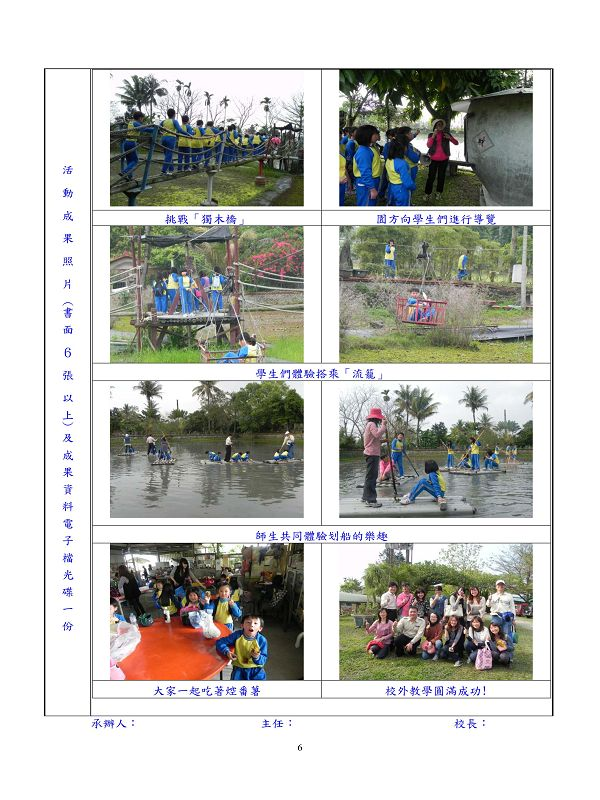 活動成果照片（書面6張以上）及成果資料電子檔光碟一份
挑戰「獨木橋」
園方向學生們進行導覽
學生們體驗搭乘「流籠」
師生共同體驗划船的樂趣
大家一起吃著焢番薯
校外教學圓滿成功!
承辦人：
主任：
校長：
6